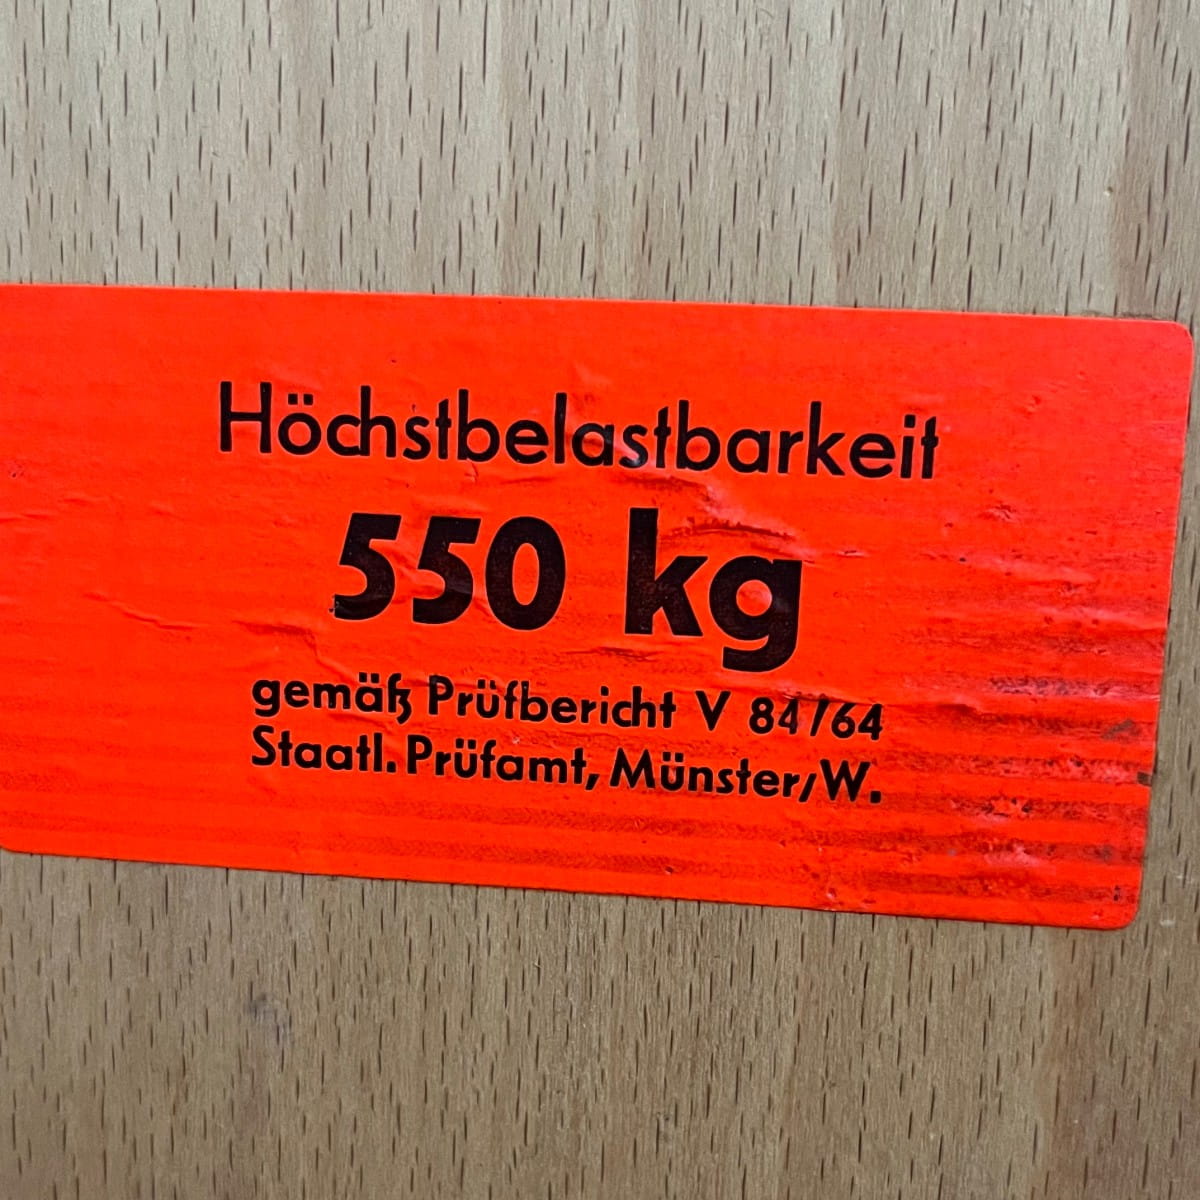 Höchstbelastbarkeit
550 kg
gemäß Prüfbericht V 84/64
Staatl. Prüfamt, Münster/W.